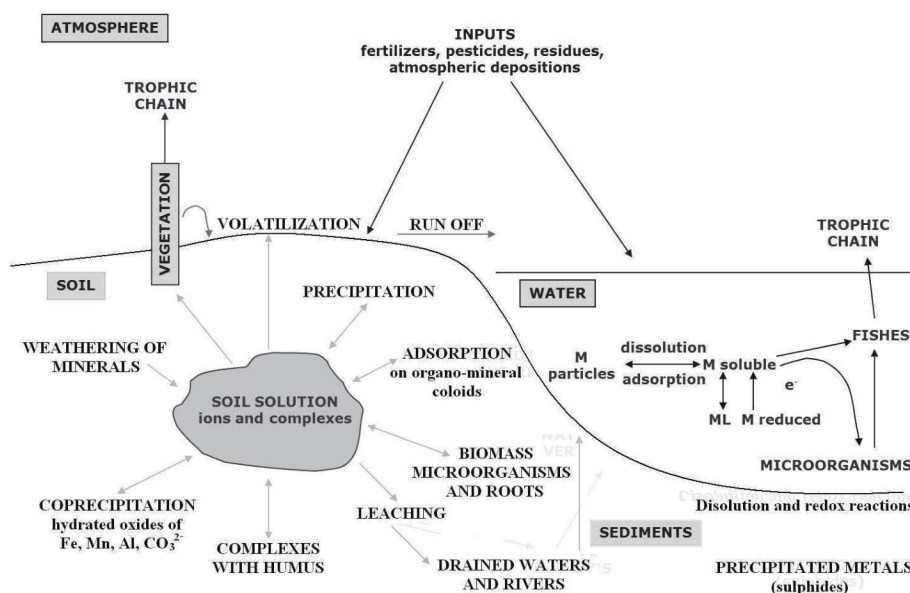 ATMOSPHERE
INPUTS
fertilizers, pesticides, residues,
atmospheric depositions
TROPHIC
CHAIN
VEGETATION
VOLATILIZATION
RUN OFF
TROPHIC
CHAIN
SOIL
WATER
PRECIPITATION
WEATHERING OF
MINERALS
ADSORPTION
on organo-mineral
coloids
SOIL SOLUTION
ions and complexes
M
particles
dissolution
adsorption
M soluble
e⁻
FISHES
ML
M reduced
BIOMASS
MICROORGANISMS
AND ROOTS
MICROORGANISMS
COPRECIPITATION
hydrated oxides of
Fe, Mn, Al, CO₃²⁻
LEACHING
Disolution and redox reactions
SEDIMENTS
COMPLEXES
WITH HUMUS
DRAINED WATERS
AND RIVERS
PRECIPITATED METALS
(sulphides)